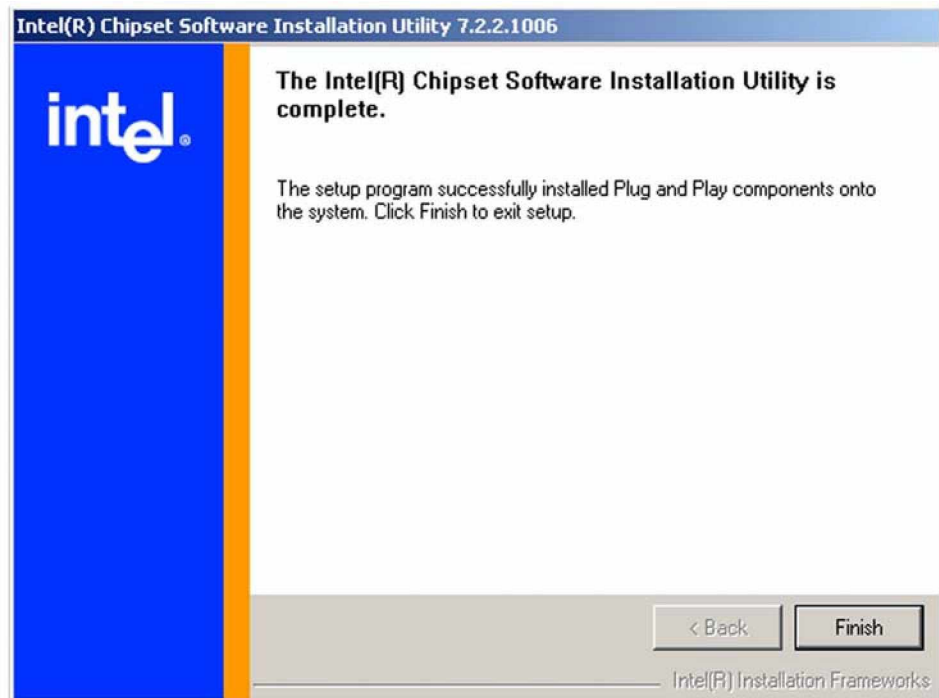 Intel(R) Chipset Software Installation Utility 7.2.2.1006
intel®
The Intel(R) Chipset Software Installation Utility is
complete.
The setup program successfully installed Plug and Play components onto
the system. Click Finish to exit setup.
< Back
Finish
Intel(R) Installation Frameworks